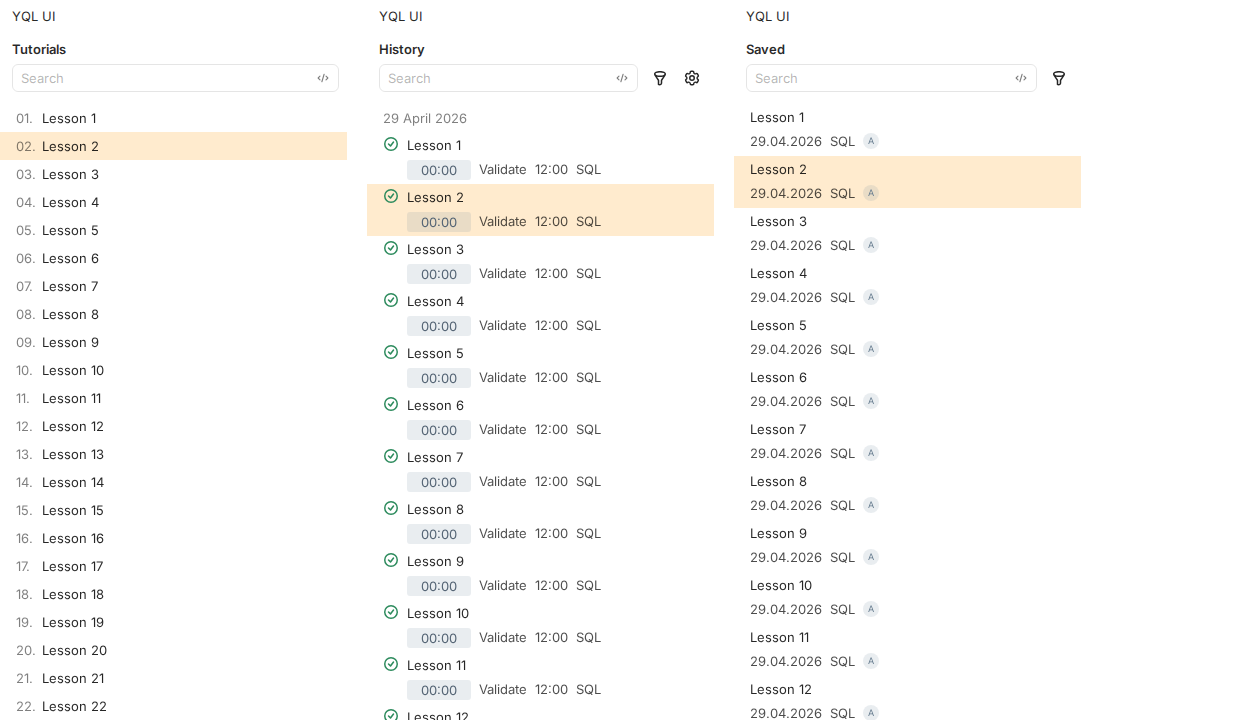 YQL UI
Tutorials
Search
01. Lesson 1
02. Lesson 2
03. Lesson 3
04. Lesson 4
05. Lesson 5
06. Lesson 6
07. Lesson 7
08. Lesson 8
09. Lesson 9
10. Lesson 10
11. Lesson 11
12. Lesson 12
13. Lesson 13
14. Lesson 14
15. Lesson 15
16. Lesson 16
17. Lesson 17
18. Lesson 18
19. Lesson 19
20. Lesson 20
21. Lesson 21
22. Lesson 22
YQL UI
History
Search
29 April 2026
Lesson 1
00:00 Validate 12:00 SQL
Lesson 2
00:00 Validate 12:00 SQL
Lesson 3
00:00 Validate 12:00 SQL
Lesson 4
00:00 Validate 12:00 SQL
Lesson 5
00:00 Validate 12:00 SQL
Lesson 6
00:00 Validate 12:00 SQL
Lesson 7
00:00 Validate 12:00 SQL
Lesson 8
00:00 Validate 12:00 SQL
Lesson 9
00:00 Validate 12:00 SQL
Lesson 10
00:00 Validate 12:00 SQL
Lesson 11
00:00 Validate 12:00 SQL
Lesson 12
YQL UI
Saved
Search
Lesson 1
29.04.2026 SQL A
Lesson 2
29.04.2026 SQL A
Lesson 3
29.04.2026 SQL A
Lesson 4
29.04.2026 SQL A
Lesson 5
29.04.2026 SQL A
Lesson 6
29.04.2026 SQL A
Lesson 7
29.04.2026 SQL A
Lesson 8
29.04.2026 SQL A
Lesson 9
29.04.2026 SQL A
Lesson 10
29.04.2026 SQL A
Lesson 11
29.04.2026 SQL A
Lesson 12
29.04.2026 SQL A